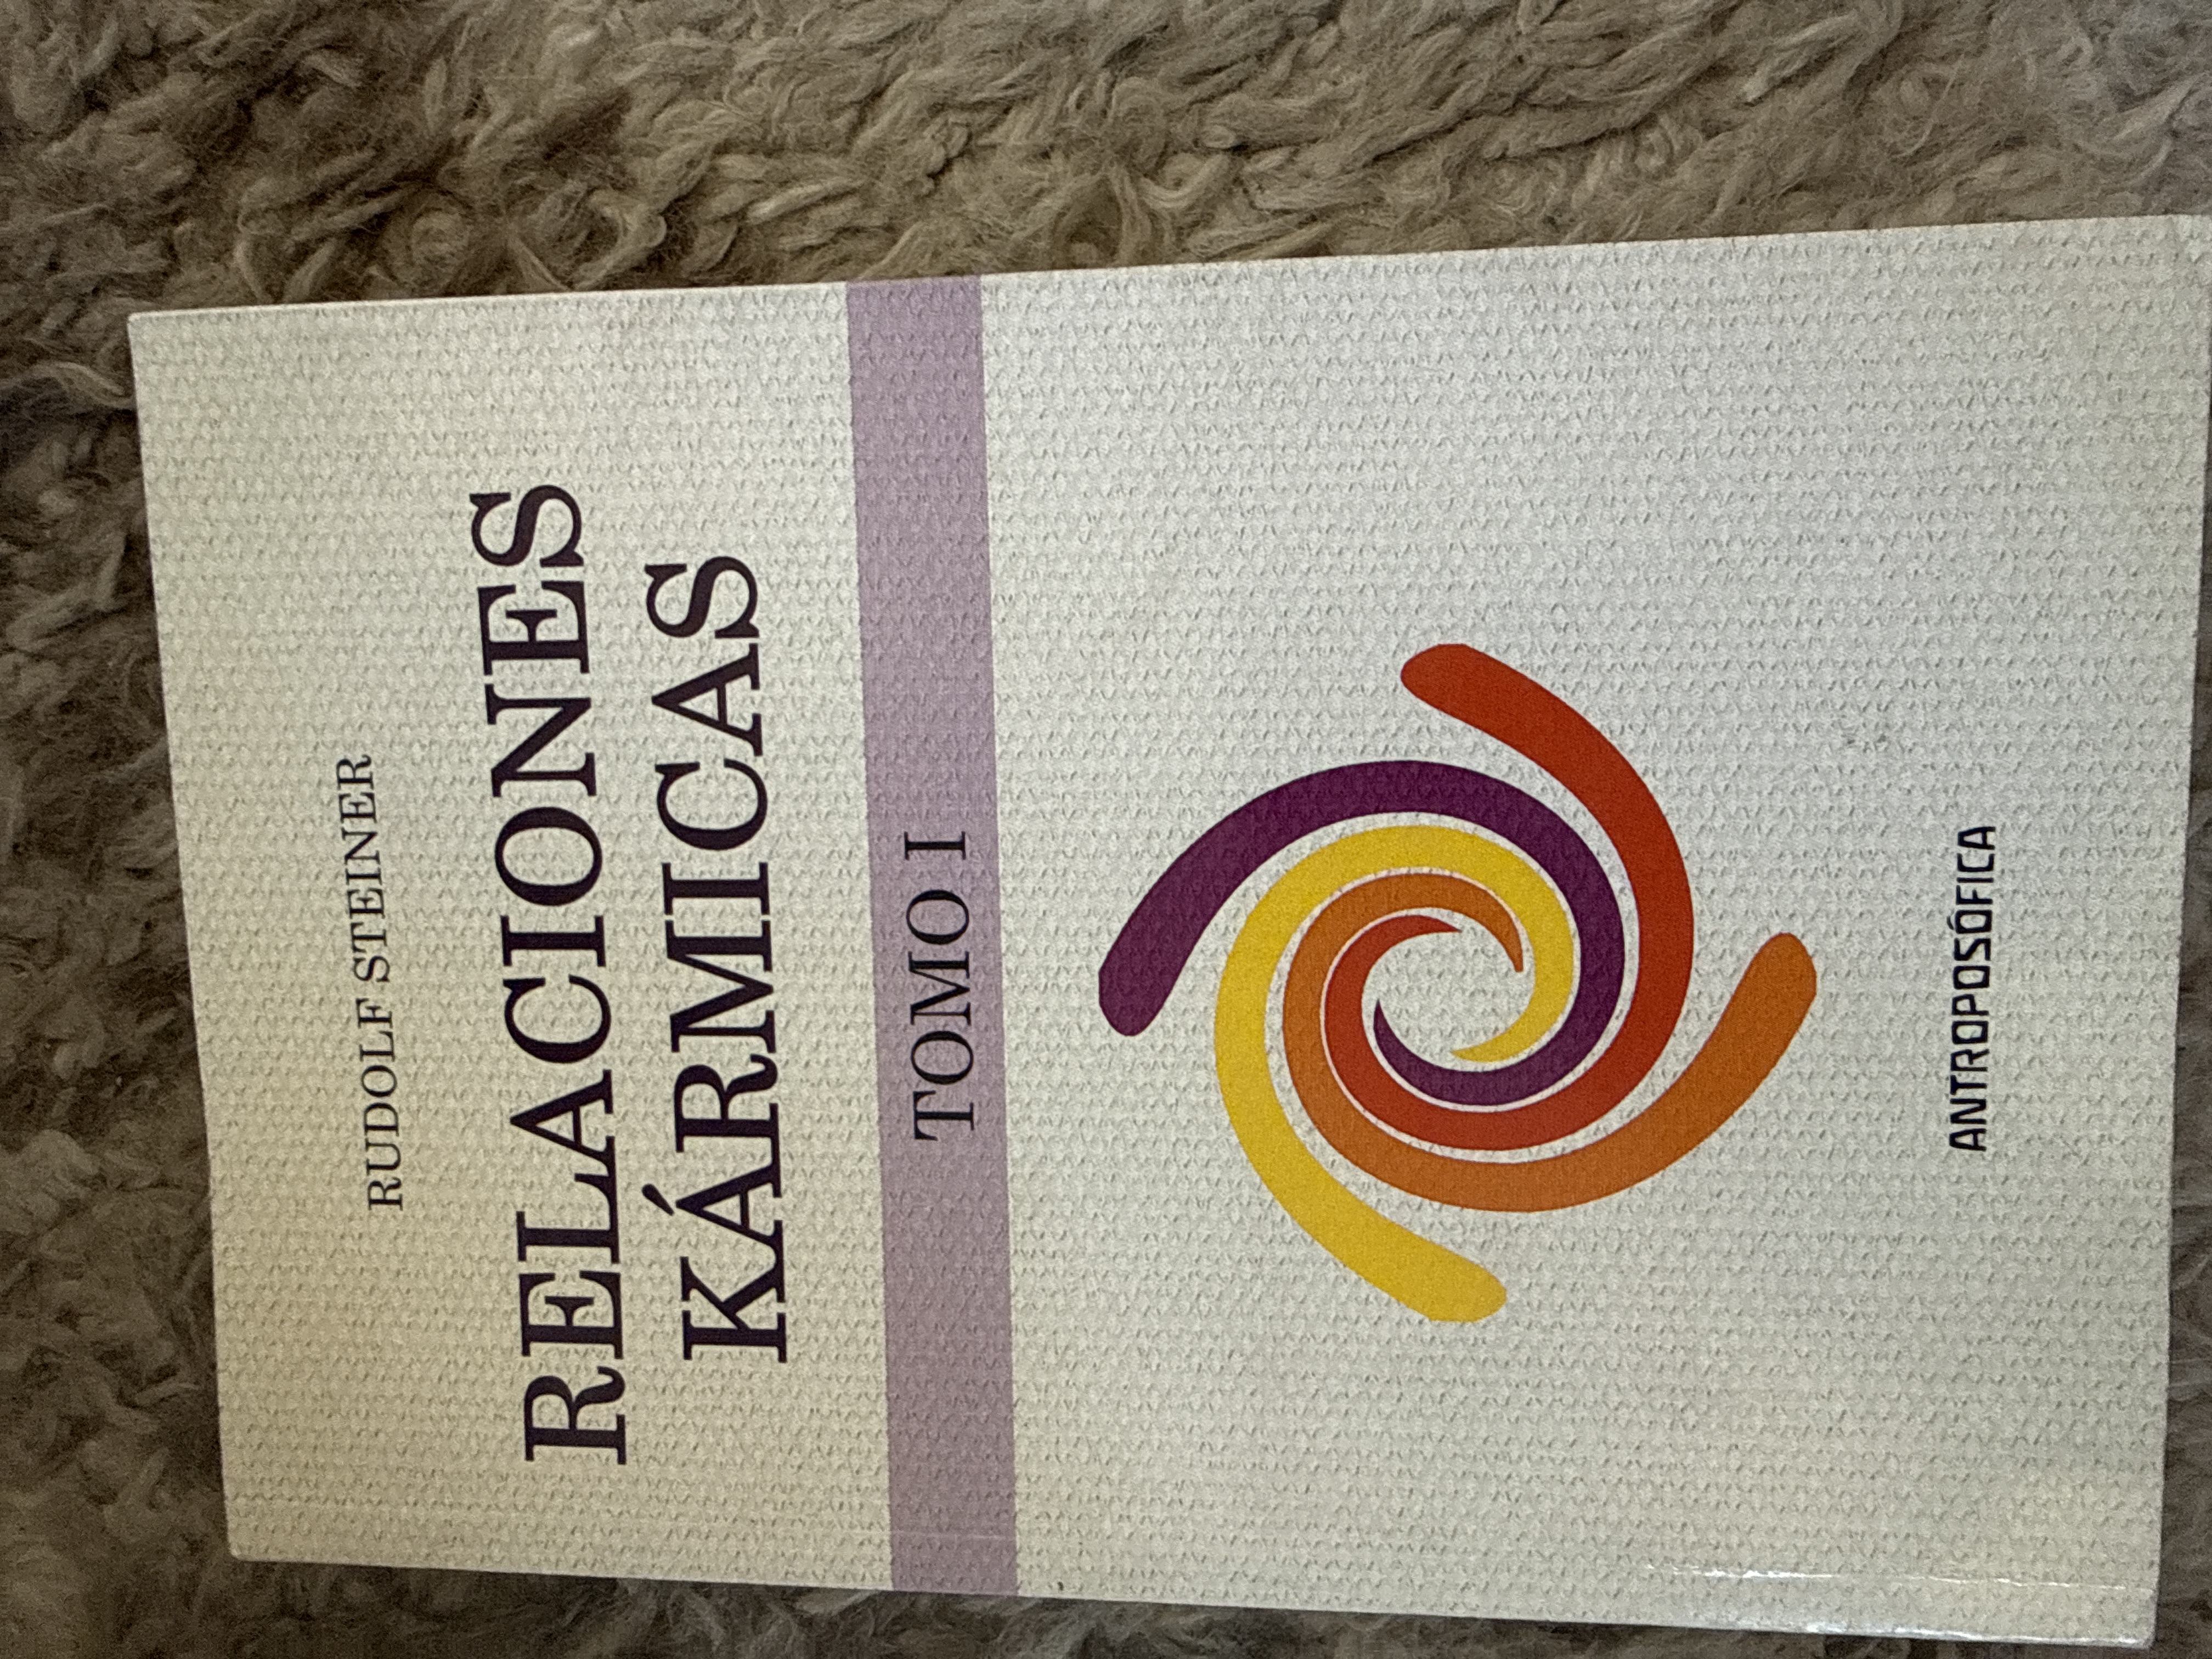 RUDOLF STEINER
RELACIONES
KÁRMICAS
TOMO I
ANTROPOSÓFICA